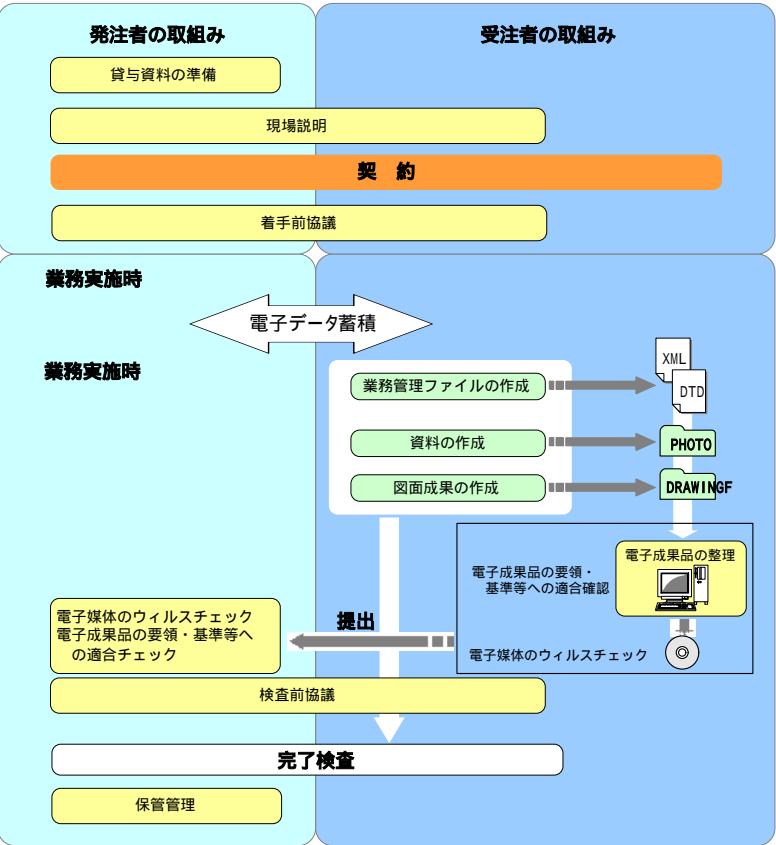 発注者の取組み
受注者の取組み
貸与資料の準備
現場説明
契　約
着手前協議
業務実施時
電子データ蓄積
業務実施時
業務管理ファイルの作成
XML
DTD
資料の作成
PHOTO
図面成果の作成
DRAWINGF
電子成果品の整理
電子成果品の要領・
基準等への適合確認
電子媒体のウィルスチェック
提出
電子媒体のウィルスチェック
電子成果品の要領・基準等へ
の適合チェック
検査前協議
完了検査
保管管理